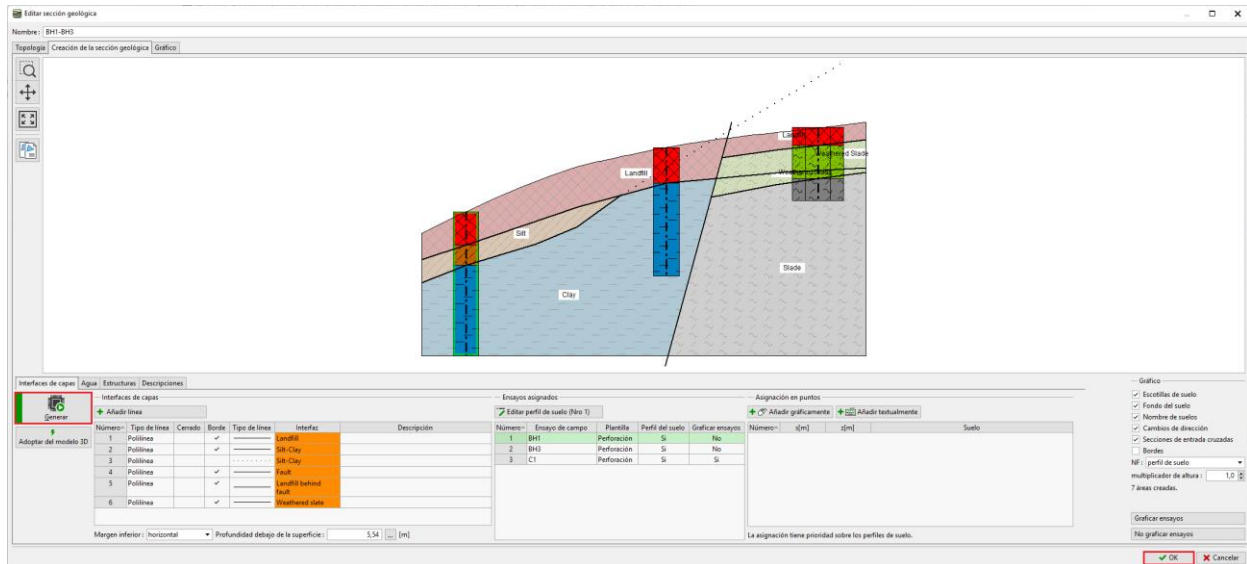 Editar sección geológica
Nombre: BH1-BH3
Topología Creación de la sección geológica Gráfico
Landfill
Weathered Slade
Landfill
Silt
Slade
Clay
Interfaces de capas Agua Estructuras Descripciones
Generar
Adoptar del modelo 3D
Interfaces de capas
+ Añadir línea
Número Tipo de línea Cerrado Borde Tipo de línea Interfaz Descripción
1 Polilínea Landfill
2 Polilínea Silt-Clay
3 Polilínea Silt-Clay
4 Polilínea Fault
5 Polilínea Landfill behind fault
6 Polilínea Weathered slate
Margen inferior: horizontal Profundidad debajo de la superficie: 5,54 ... [m]
Ensayos asignados
Editar perfil de suelo (Nro 1)
Número Ensayo de campo Plantilla Perfil del suelo Graficar ensayos
1 BH1 Perforación Si No
2 BH3 Perforación Si No
3 C1 Perforación Si Si
Asignación en puntos
+ Añadir gráficamente + Añadir textualmente
Número s[m] z[m] Suelo
La asignación tiene prioridad sobre los perfiles de suelo.
Gráfico
Escotillas de suelo
Fondo del suelo
Nombre de suelos
Cambios de dirección
Secciones de entrada cruzadas
Bordes
NF: perfil de suelo
multiplicador de altura: 1,0
7 áreas creadas.
Graficar ensayos
No graficar ensayos
OK Cancelar